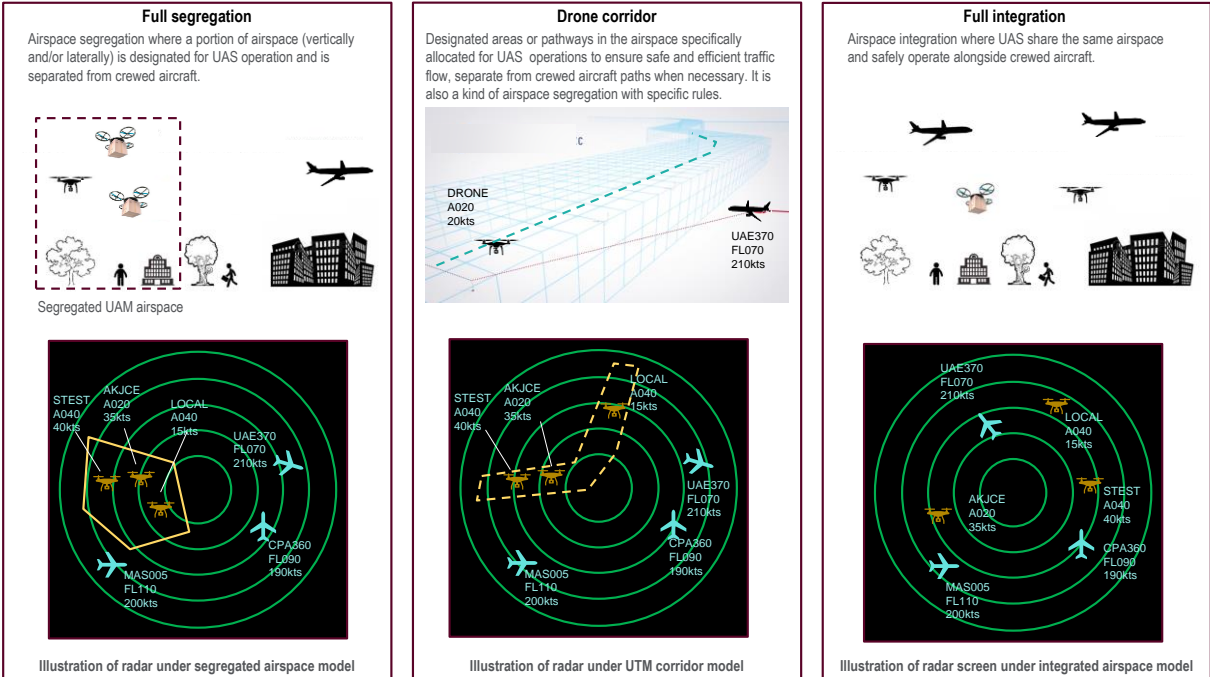 Full segregation
Airspace segregation where a portion of airspace (vertically
and/or laterally) is designated for UAS operation and is
separated from crewed aircraft.
Segregated UAM airspace
STEST
A040
40kts
AKJCE
A020
35kts
LOCAL
A040
15kts
UAE370
FL070
210kts
CPA360
FL090
190kts
MAS005
FL110
200kts
Illustration of radar under segregated airspace model
Drone corridor
Designated areas or pathways in the airspace specifically
allocated for UAS operations to ensure safe and efficient traffic
flow, separate from crewed aircraft paths when necessary. It is
also a kind of airspace segregation with specific rules.
:c
DRONE
A020
20kts
UAE370
FL070
210kts
STEST
A040
40kts
AKJCE
A020
35kts
LOCAL
A040
15kts
UAE370
FL070
210kts
CPA360
FL090
190kts
MAS005
FL110
200kts
Illustration of radar under UTM corridor model
Full integration
Airspace integration where UAS share the same airspace
and safely operate alongside crewed aircraft.
UAE370
FL070
210kts
LOCAL
A040
15kts
AKJCE
A020
35kts
STEST
A040
40kts
CPA360
FL090
190kts
MAS005
FL110
200kts
Illustration of radar screen under integrated airspace model